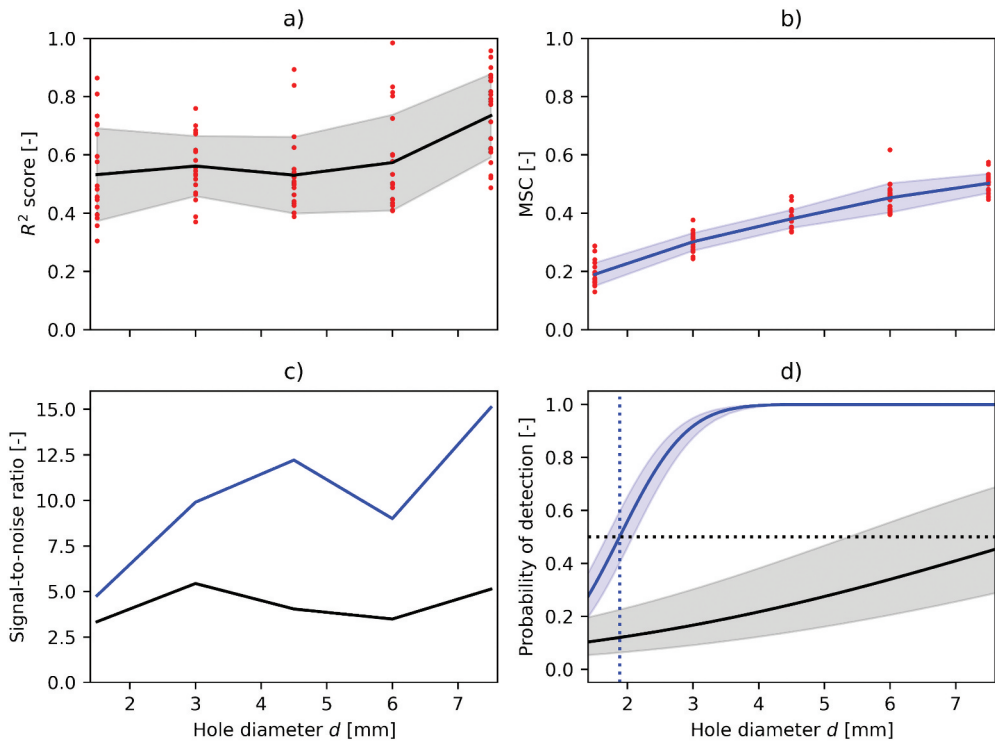 a)
R² score [-]
1.0
0.8
0.6
0.4
0.2
0.0
b)
MSC [-]
1.0
0.8
0.6
0.4
0.2
0.0
c)
Signal-to-noise ratio [-]
15.0
12.5
10.0
7.5
5.0
2.5
0.0
2 3 4 5 6 7
Hole diameter d [mm]
d)
Probability of detection [-]
1.0
0.8
0.6
0.4
0.2
0.0
2 3 4 5 6 7
Hole diameter d [mm]